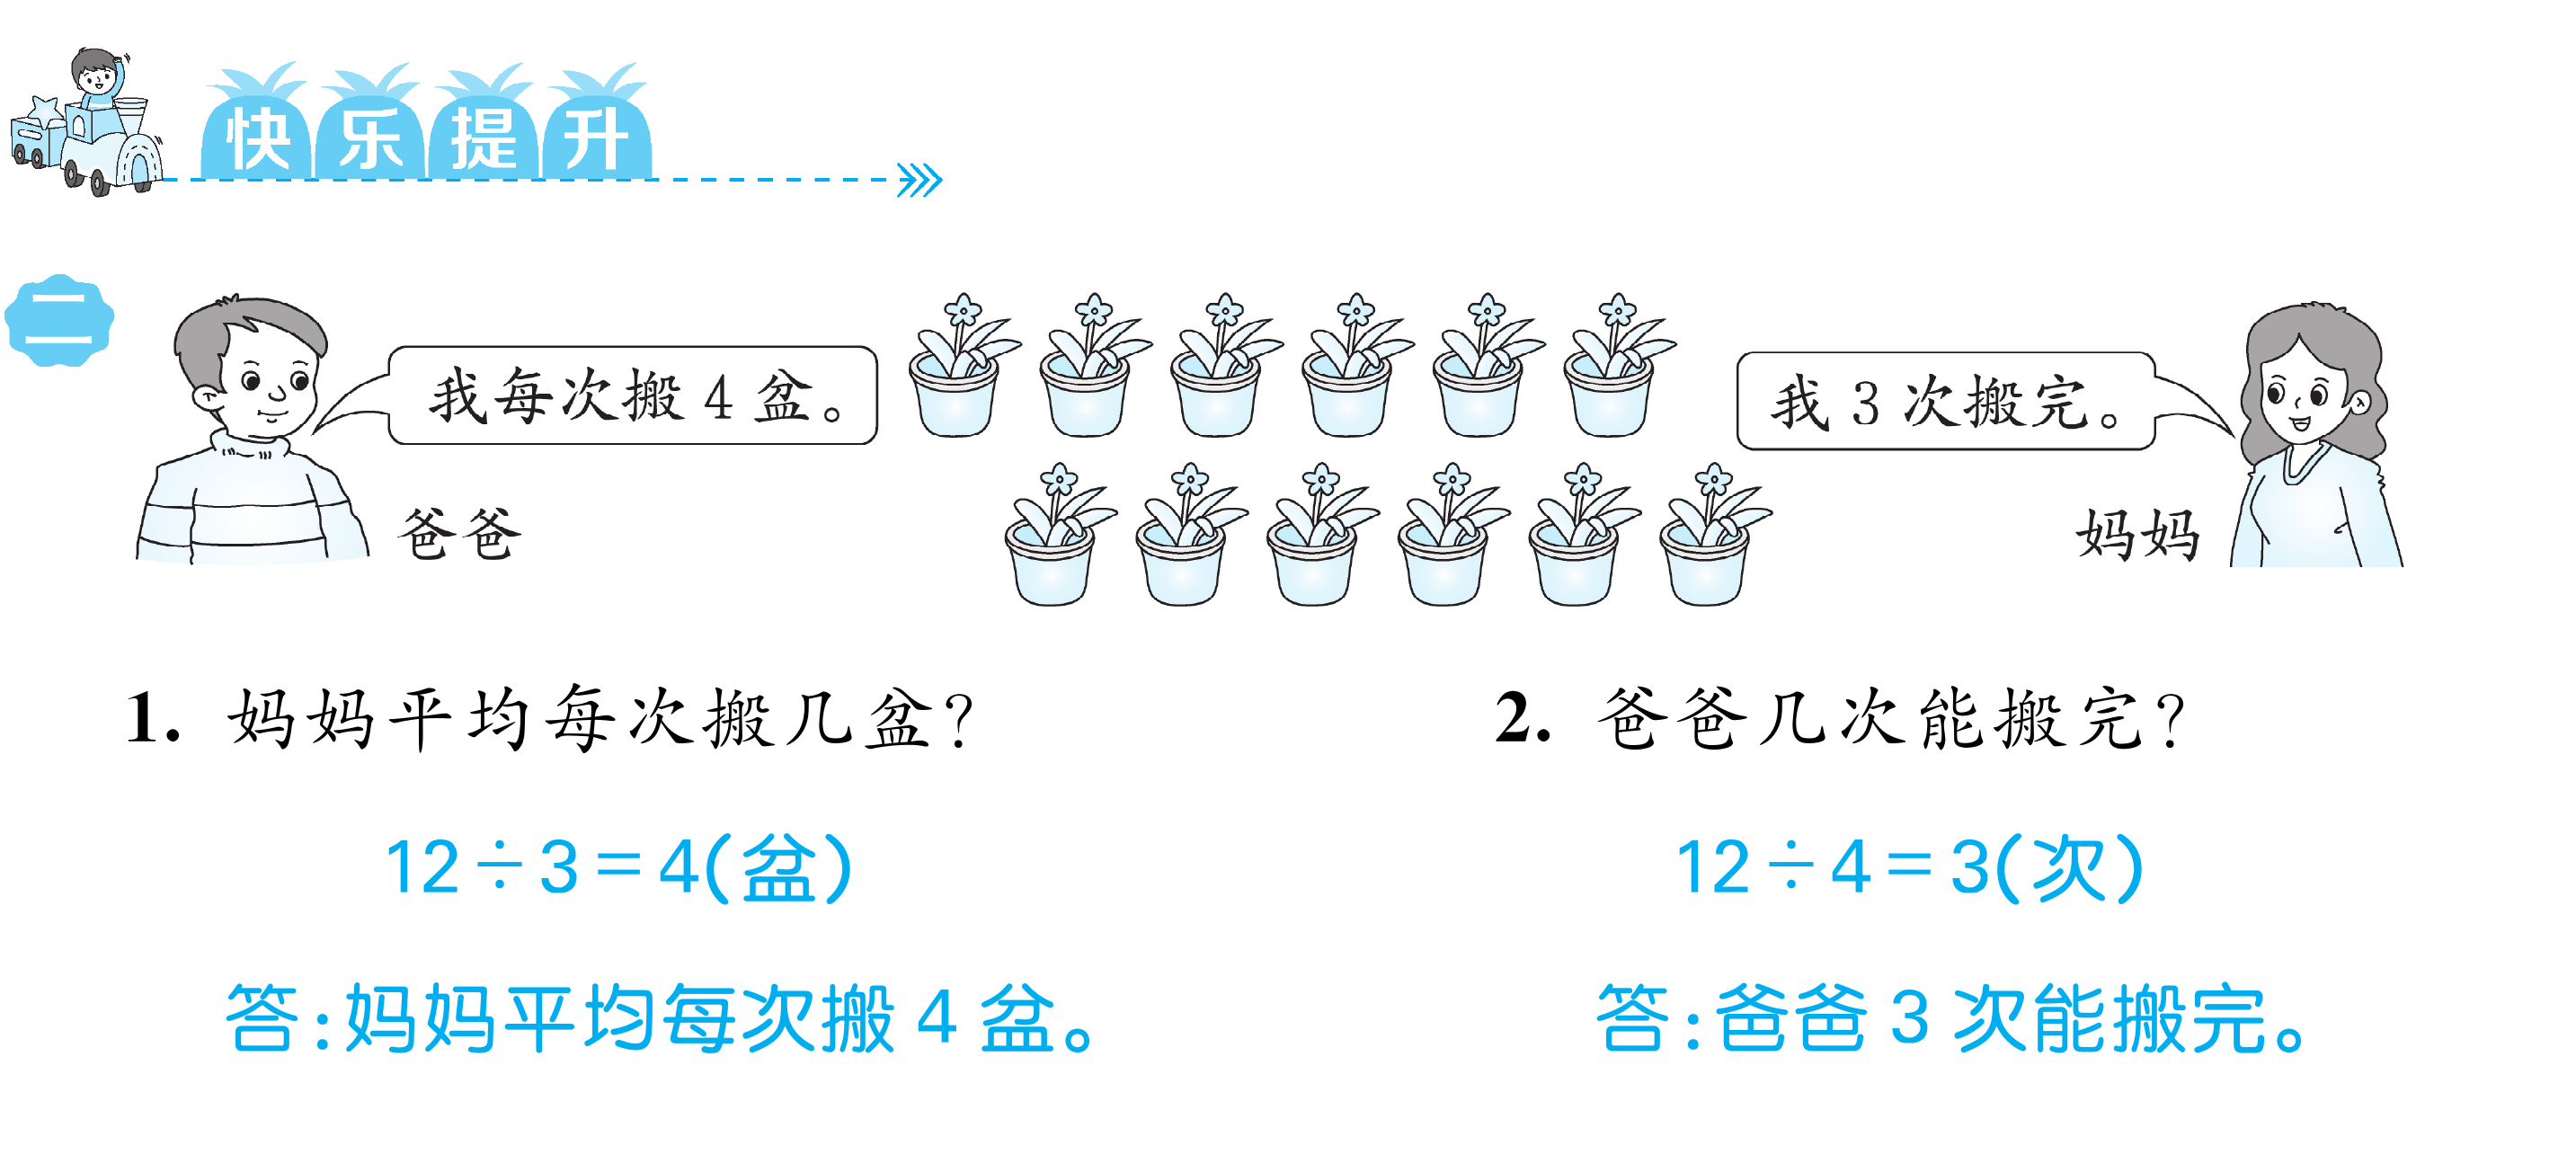 快乐提升
二
我每次搬 4 盆。
我 3 次搬完。
爸爸
妈妈
1. 妈妈平均每次搬几盆?
2. 爸爸几次能搬完?
12÷3=4(盆)
12÷4=3(次)
答:妈妈平均每次搬 4 盆。
答:爸爸 3 次能搬完。